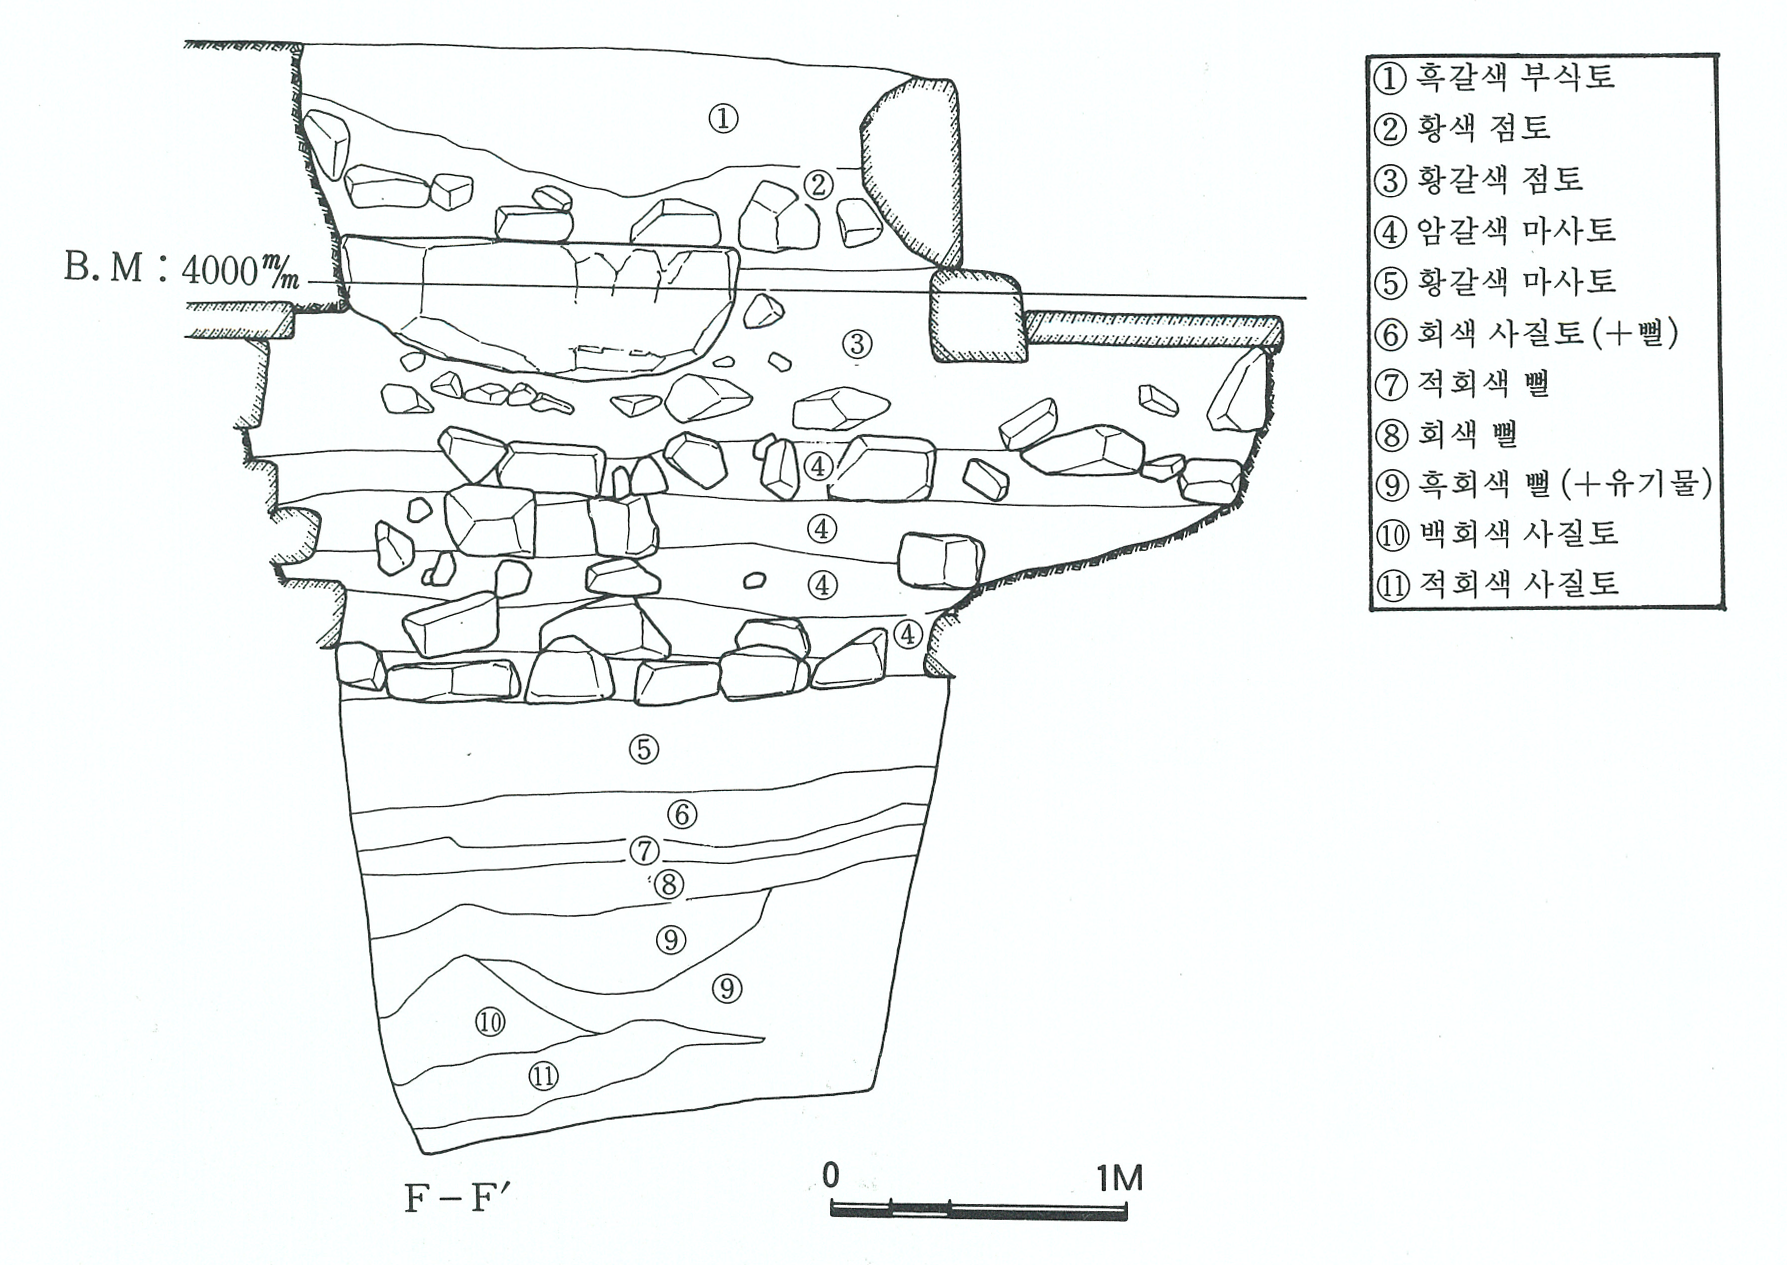 ① 흑갈색 부식토
② 황색 점토
③ 황갈색 점토
④ 암갈색 마사토
⑤ 황갈색 마사토
⑥ 회색 사질토(+뻘)
⑦ 적회색 뻘
⑧ 회색 뻘
⑨ 흑회색 뻘(+유기물)
⑩ 백회색 사질토
⑪ 적회색 사질토
①
②
B.M : 4000m/m
③
④
④
④
④
⑤
⑥
⑦
⑧
⑨
⑨
⑩
⑪
F-F′
0 1M